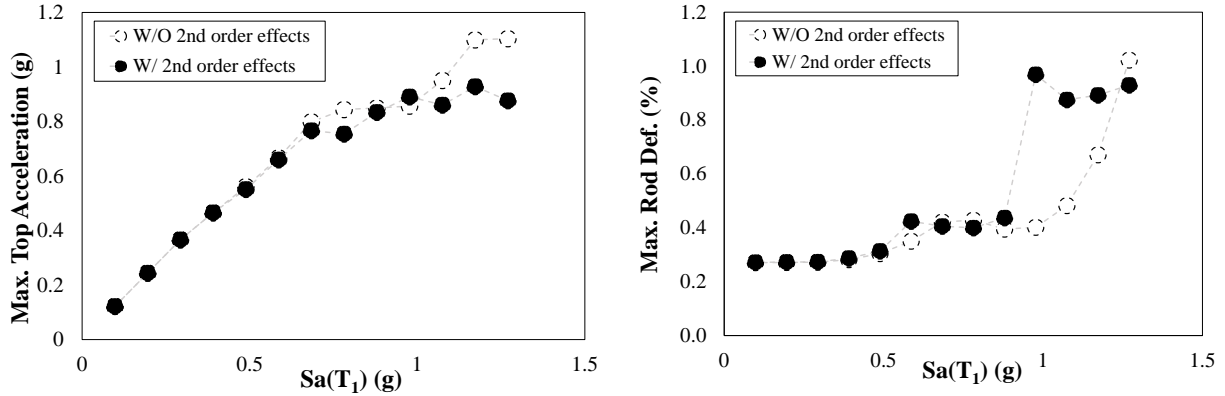 Max. Top Acceleration (g)
1.2
1
0.8
0.6
0.4
0.2
0
W/O 2nd order effects
W/ 2nd order effects
0
0.5
1
1.5
Sa(T1) (g)
Max. Rod Def. (%)
1.2
1.0
0.8
0.6
0.4
0.2
0.0
W/O 2nd order effects
W/ 2nd order effects
0
0.5
1
1.5
Sa(T1) (g)